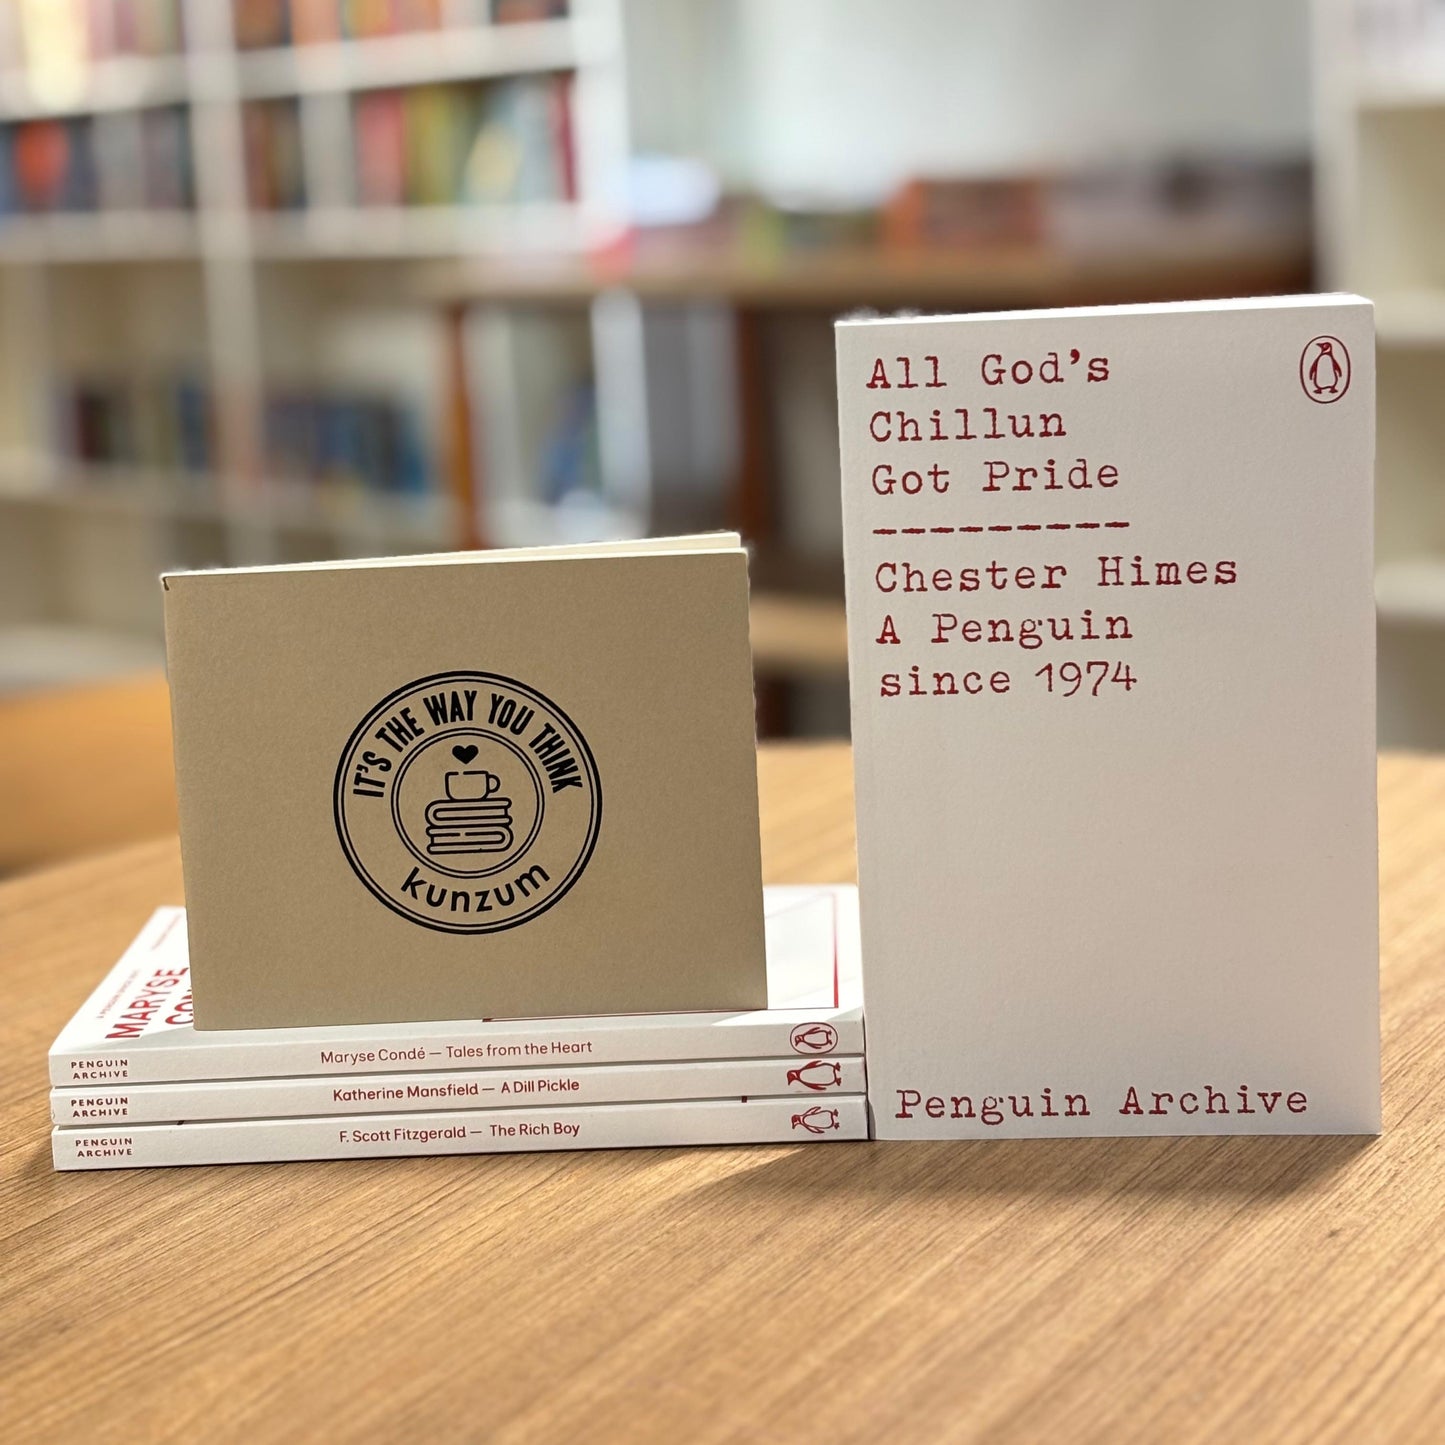 IT'S THE WAY YOU THINK
kunzum
MARYSE
PENGUIN
ARCHIVE
Maryse Condé — Tales from the Heart
PENGUIN
ARCHIVE
Katherine Mansfield — A Dill Pickle
PENGUIN
ARCHIVE
F. Scott Fitzgerald — The Rich Boy
All God's
Chillun
Got Pride
Chester Himes
A Penguin
since 1974
Penguin Archive